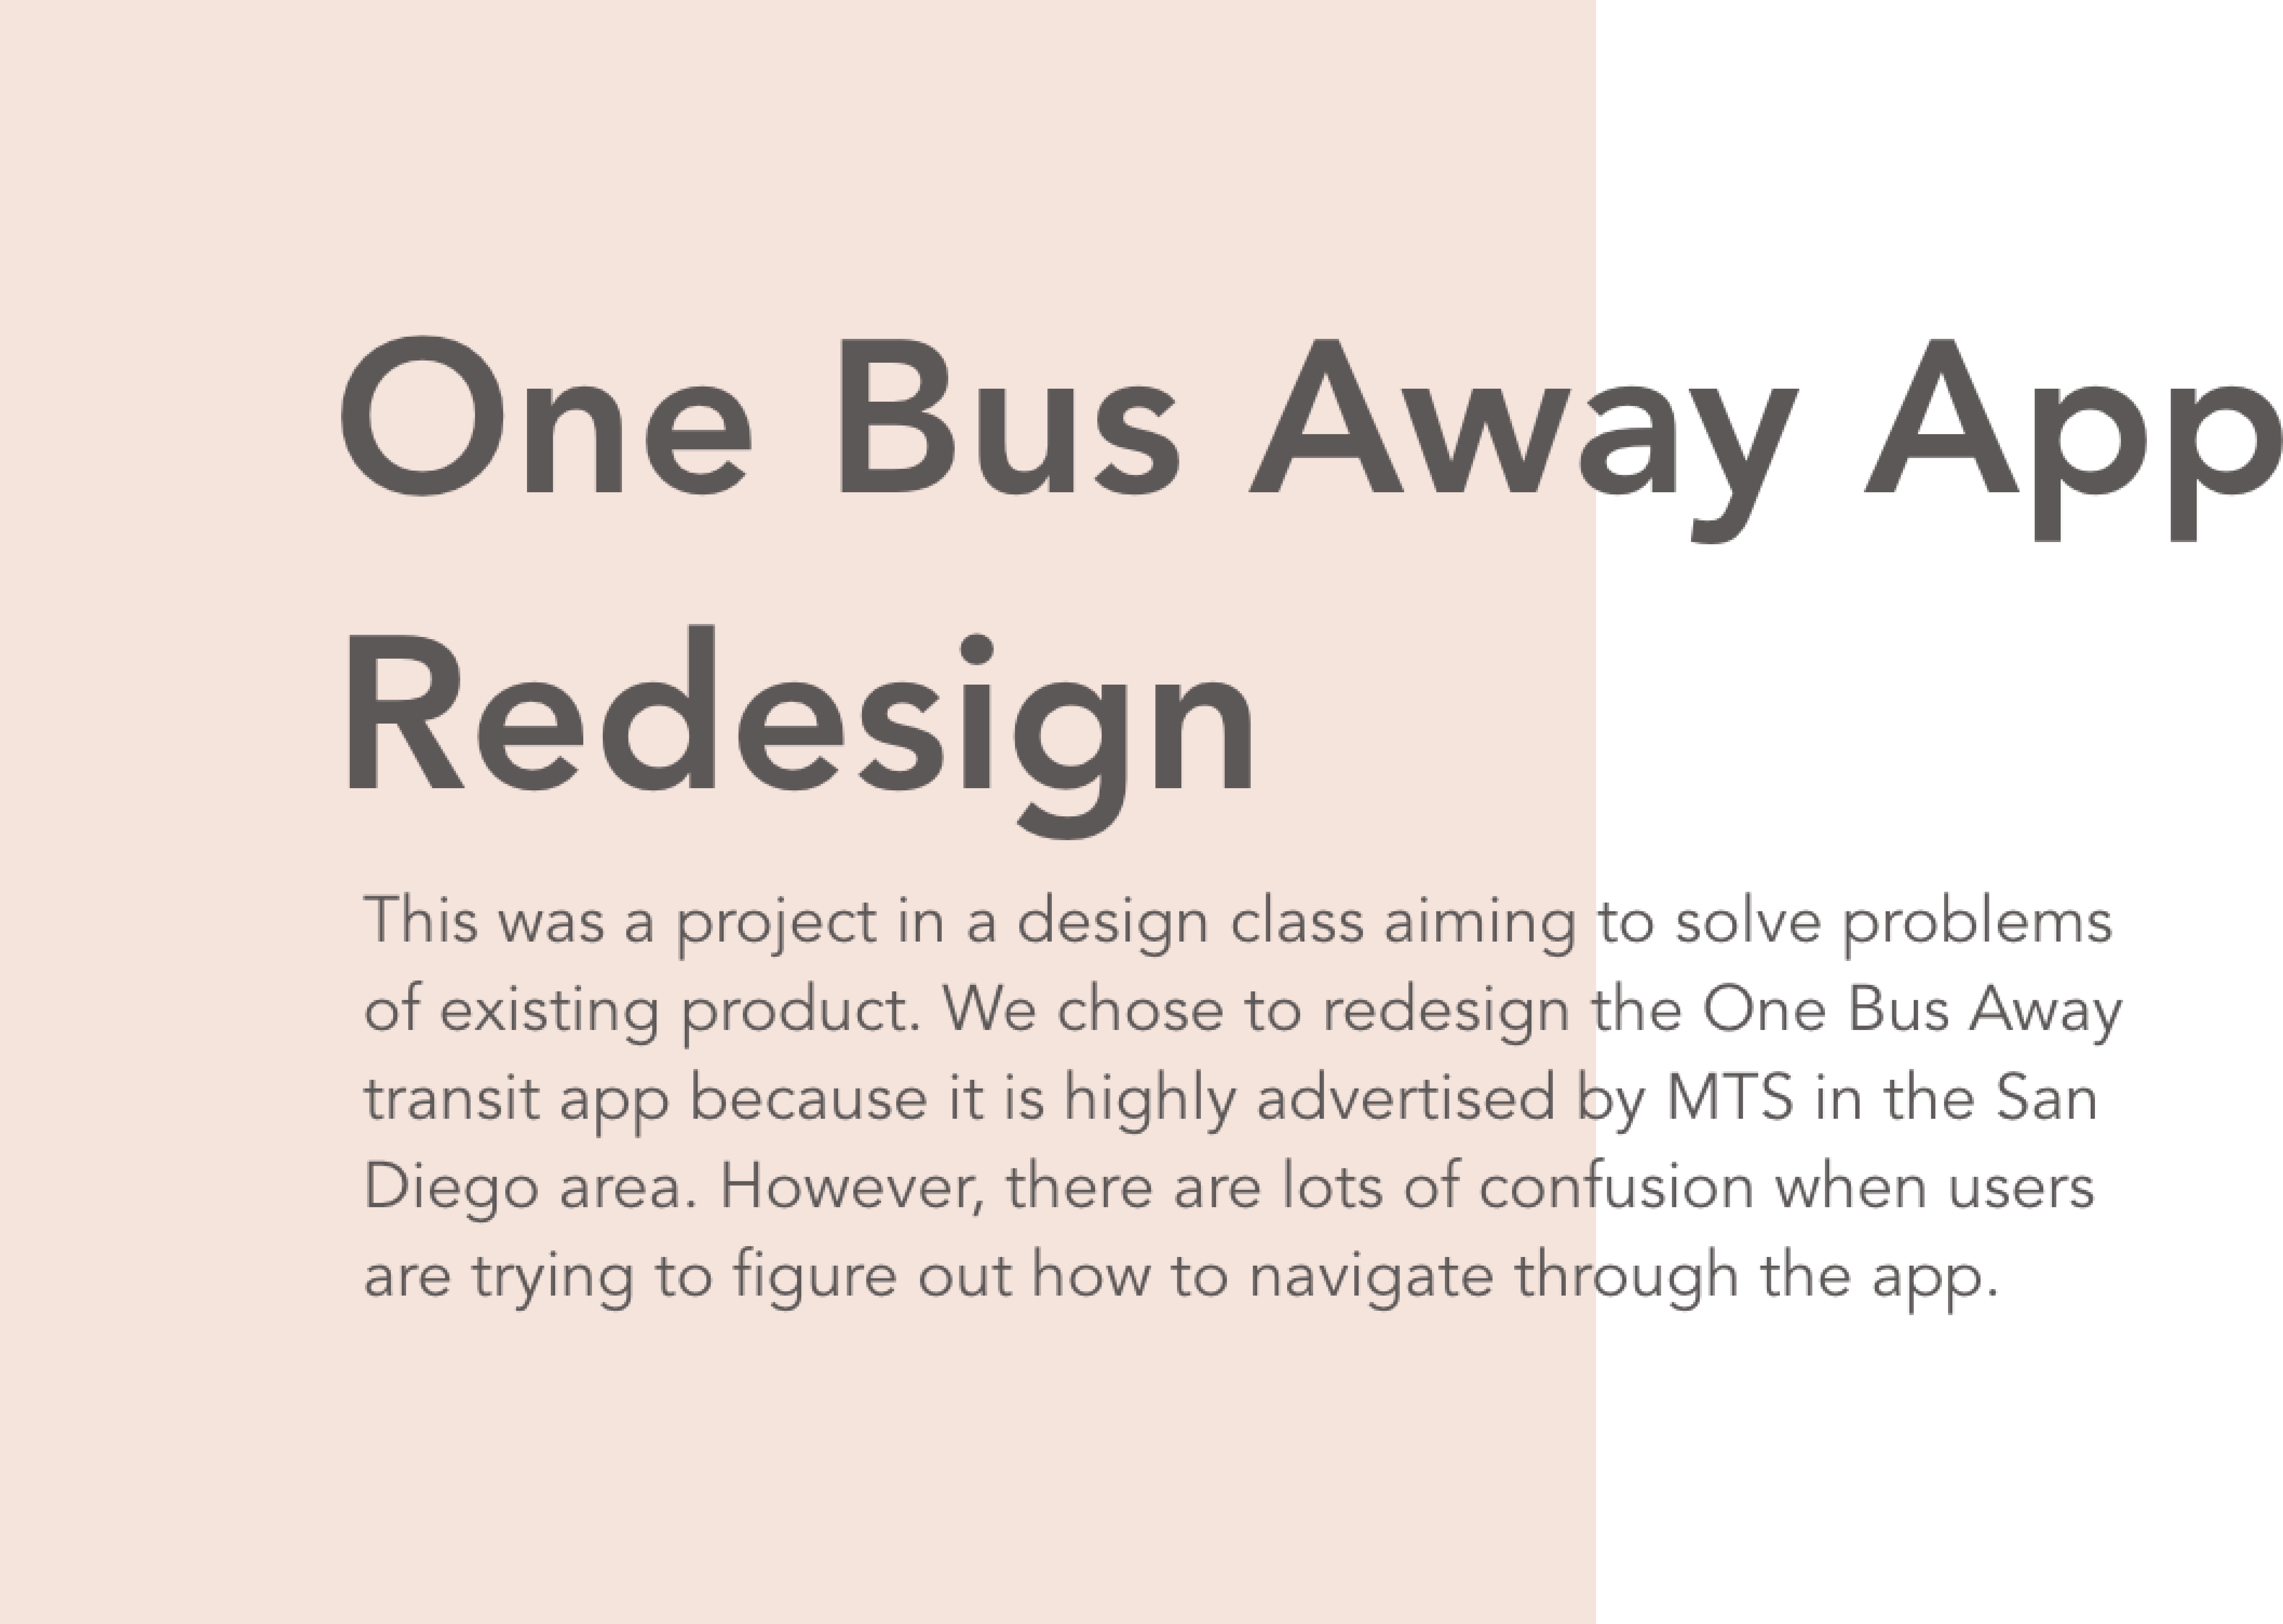 One Bus Away App
Redesign
This was a project in a design class aiming to solve problems
of existing product. We chose to redesign the One Bus Away
transit app because it is highly advertised by MTS in the San
Diego area. However, there are lots of confusion when users
are trying to figure out how to navigate through the app.